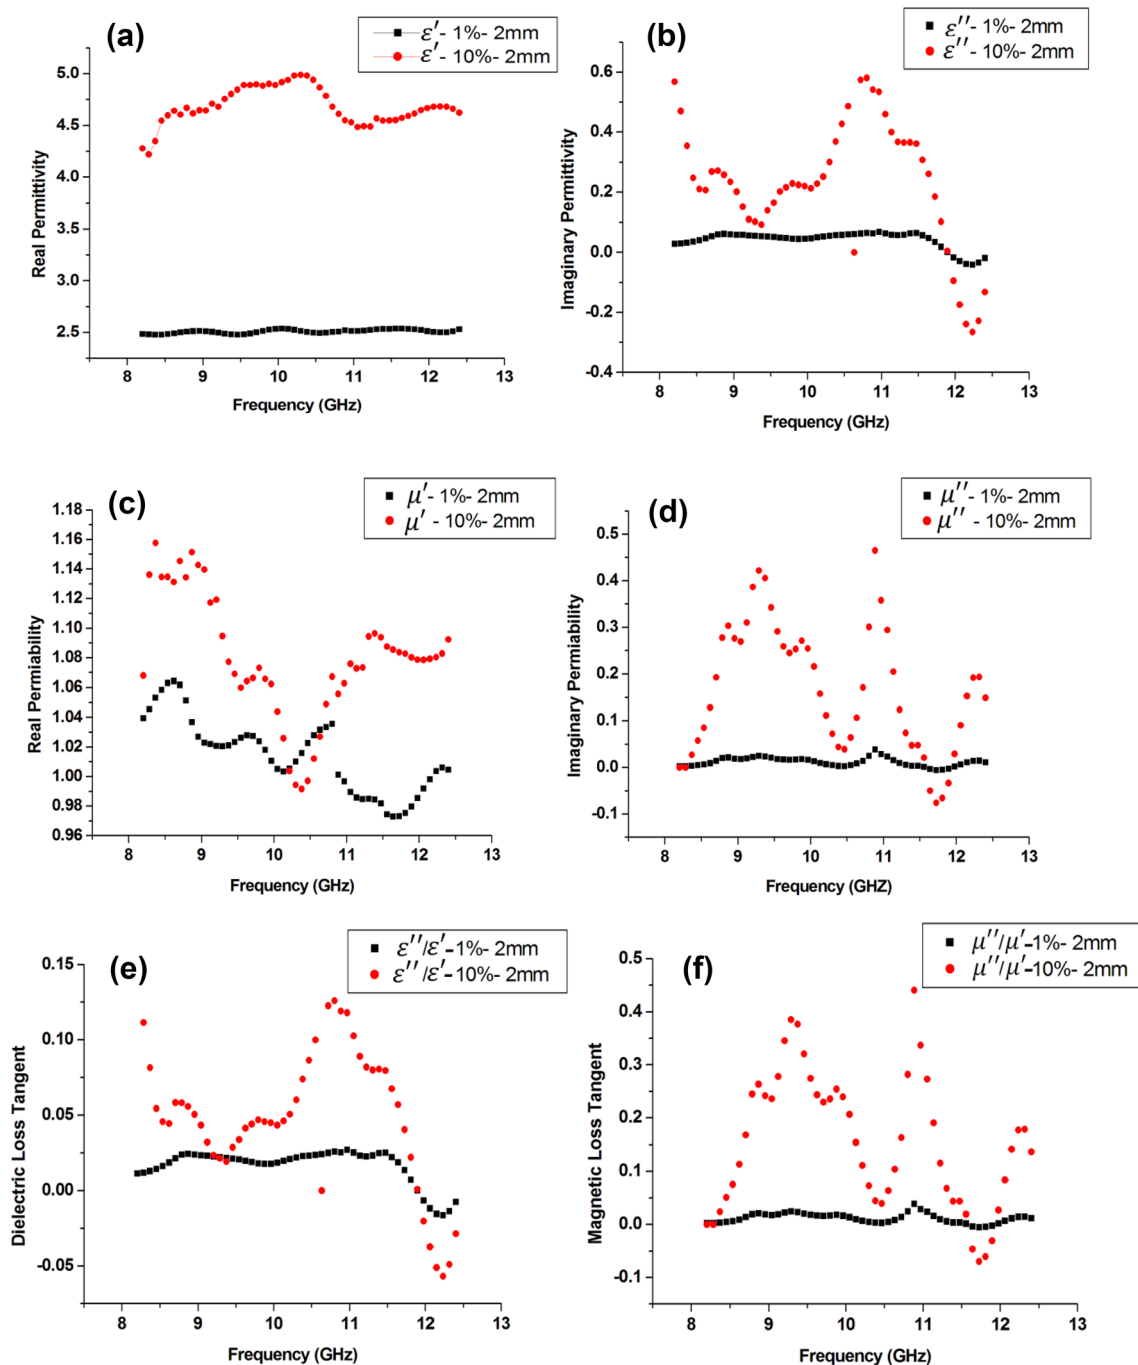 (a)
ε′- 1%- 2mm
ε′- 10%- 2mm
5.0
4.5
4.0
3.5
3.0
2.5
Real Permittivity
8 9 10 11 12 13
Frequency (GHz)
(b)
ε′′- 1%- 2mm
ε′′- 10%- 2mm
0.6
0.4
0.2
0.0
-0.2
-0.4
Imaginary Permittivity
8 9 10 11 12 13
Frequency (GHz)
(c)
μ′- 1%- 2mm
μ′ - 10%- 2mm
1.18
1.16
1.14
1.12
1.10
1.08
1.06
1.04
1.02
1.00
0.98
0.96
Real Permiability
8 9 10 11 12 13
Frequency (GHz)
(d)
μ′′- 1%- 2mm
μ′′ - 10%- 2mm
0.5
0.4
0.3
0.2
0.1
0.0
-0.1
Imaginary Permiability
8 9 10 11 12 13
Frequency (GHZ)
(e)
ε′′/ε′-1%- 2mm
ε′′/ε′-10%- 2mm
0.15
0.10
0.05
0.00
-0.05
Dielectric Loss Tangent
8 9 10 11 12 13
Frequency (GHz)
(f)
μ′′/μ′-1%- 2mm
μ′′/μ′-10%- 2mm
0.5
0.4
0.3
0.2
0.1
0.0
-0.1
Magnetic Loss Tangent
8 9 10 11 12 13
Frequency (GHz)